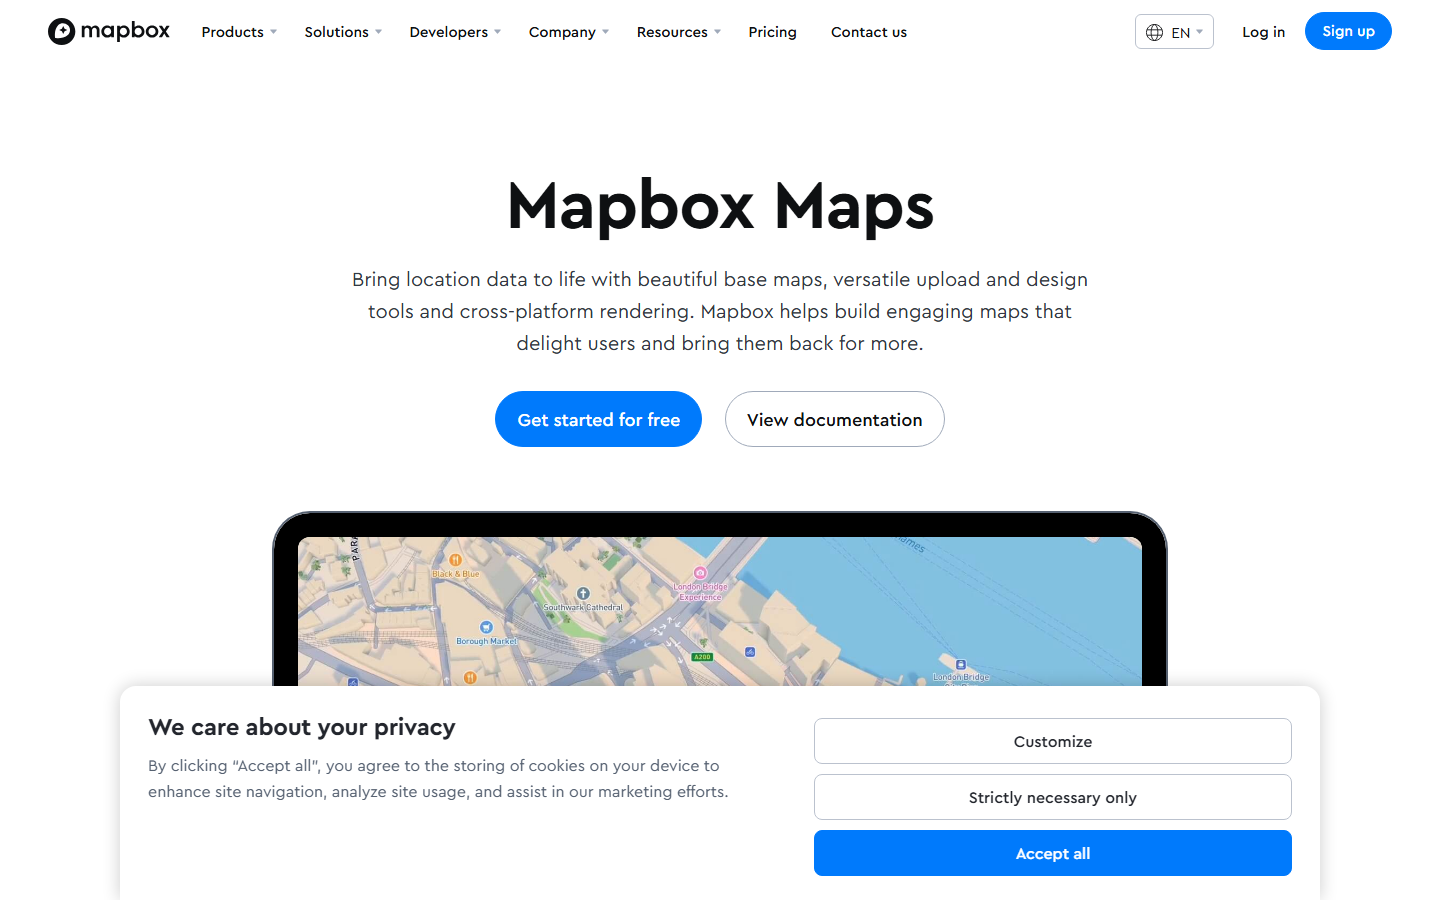 mapbox
Products
Solutions
Developers
Company
Resources
Pricing
Contact us
EN
Log in
Sign up
Mapbox Maps
Bring location data to life with beautiful base maps, versatile upload and design
tools and cross-platform rendering. Mapbox helps build engaging maps that
delight users and bring them back for more.
Get started for free
View documentation
Black & Blue
Southwark Cathedral
London Bridge
Experience
Borough Market
A200
London Bridge
We care about your privacy
By clicking “Accept all”, you agree to the storing of cookies on your device to
enhance site navigation, analyze site usage, and assist in our marketing efforts.
Customize
Strictly necessary only
Accept all